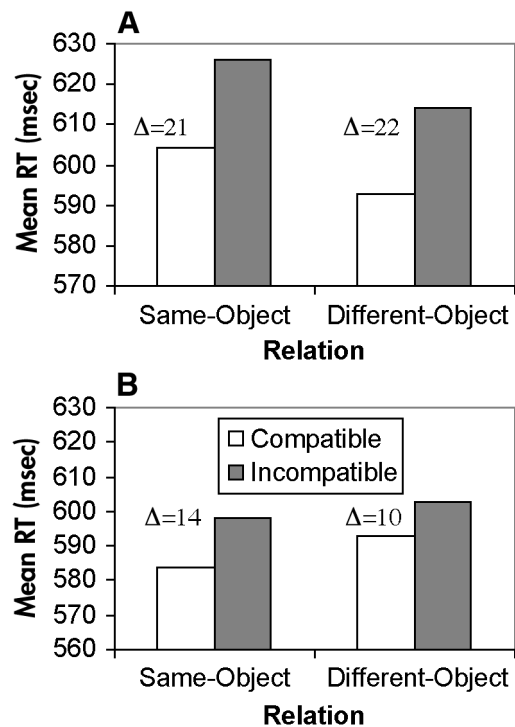 A
Mean RT (msec)
630
620
610
600
590
580
570
Δ=21
Δ=22
Same-Object
Different-Object
Relation
B
Mean RT (msec)
630
620
610
600
590
580
570
560
Compatible
Incompatible
Δ=14
Δ=10
Same-Object
Different-Object
Relation